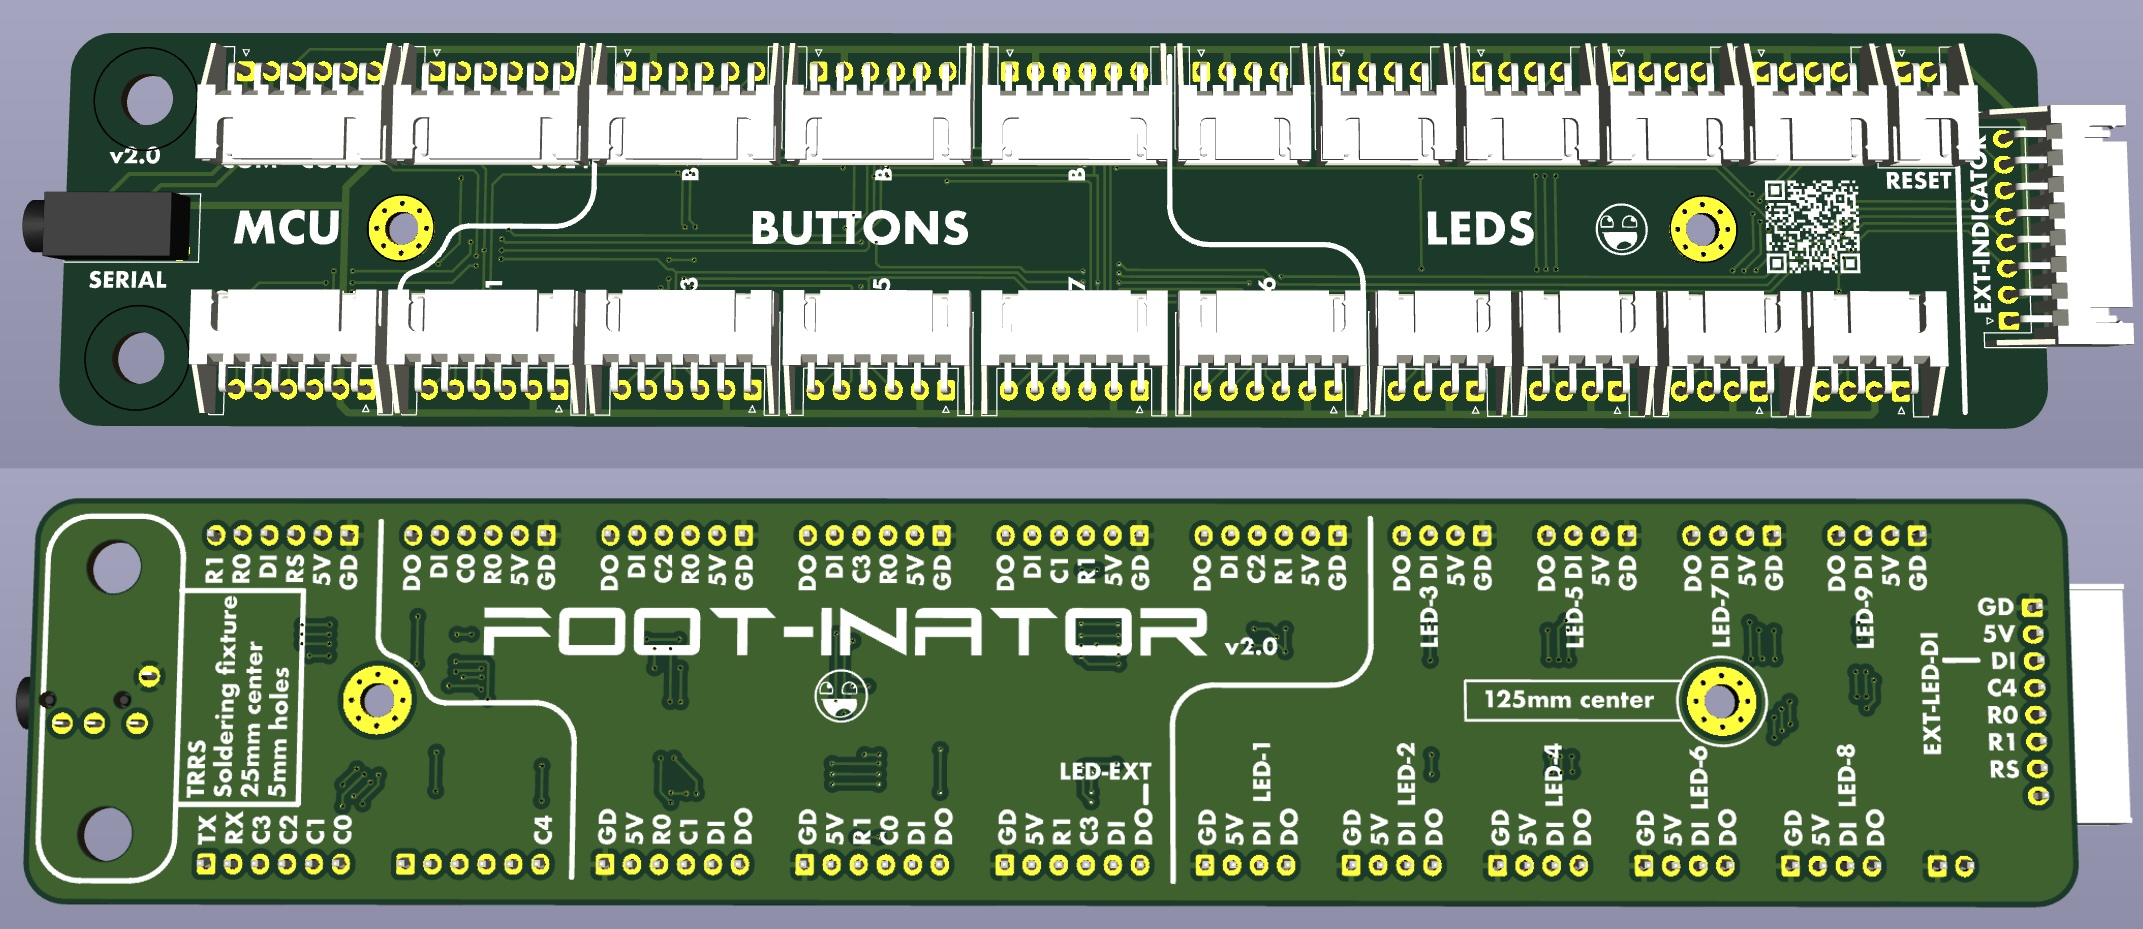 v2.0
MCU
BUTTONS
LEDS
RESET
SERIAL
EXT-INDICATOR
B
B
B
1
3
5
7
6
R1 R0 DI RS 5V GD
DO DI C0 R0 5V GD
DO DI C2 R0 5V GD
DO DI C3 R0 5V GD
DO DI C1 R1 5V GD
DO DI C2 R1 5V GD
DO DI 5V GD
LED-3
DO DI 5V GD
LED-5
DO DI 5V GD
LED-7
DO DI 5V GD
LED-9
FOOT-INATOR
v2.0
TRRS
Soldering fixture
25mm center
5mm holes
125mm center
GD
5V
DI
C4
R0
R1
RS
EXT-LED-DI
LED-EXT
TX RX C3 C2 C1 C0
C4
GD 5V R0 C1 DI DO
GD 5V R1 C0 DI DO
GD 5V R1 C3 DI DO
LED-1
GD 5V DI DO
LED-2
GD 5V DI DO
LED-4
GD 5V DI DO
LED-6
GD 5V DI DO
LED-8
GD 5V DI DO